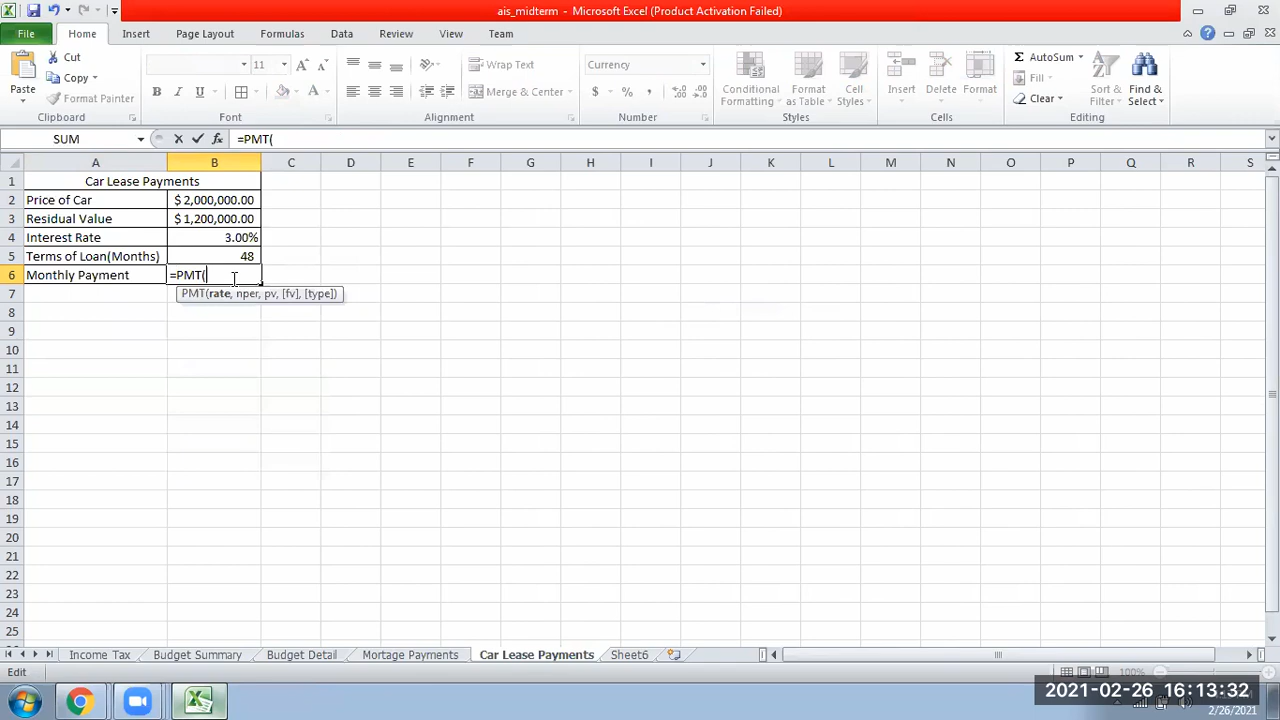 ais_midterm - Microsoft Excel (Product Activation Failed)
File Home Insert Page Layout Formulas Data Review View Team
Paste
Cut
Copy
Format Painter
Clipboard
11
Font
Wrap Text
Merge & Center
Alignment
Currency
$ % ,
Number
Conditional Formatting
Format as Table
Cell Styles
Styles
Insert
Delete
Format
Cells
Σ AutoSum
Fill
Clear
Sort & Filter
Find & Select
Editing
SUM fx =PMT(
A B C D E F G H I J K L M N O P Q R S
1 Car Lease Payments
2 Price of Car $ 2,000,000.00
3 Residual Value $ 1,200,000.00
4 Interest Rate 3.00%
5 Terms of Loan(Months) 48
6 Monthly Payment =PMT(
PMT(rate, nper, pv, [fv], [type])
7
8
9
10
11
12
13
14
15
16
17
18
19
20
21
22
23
24
25
Income Tax Budget Summary Budget Detail Mortage Payments Car Lease Payments Sheet6
Edit 100%
2021-02-26 16:13:32
2/26/2021